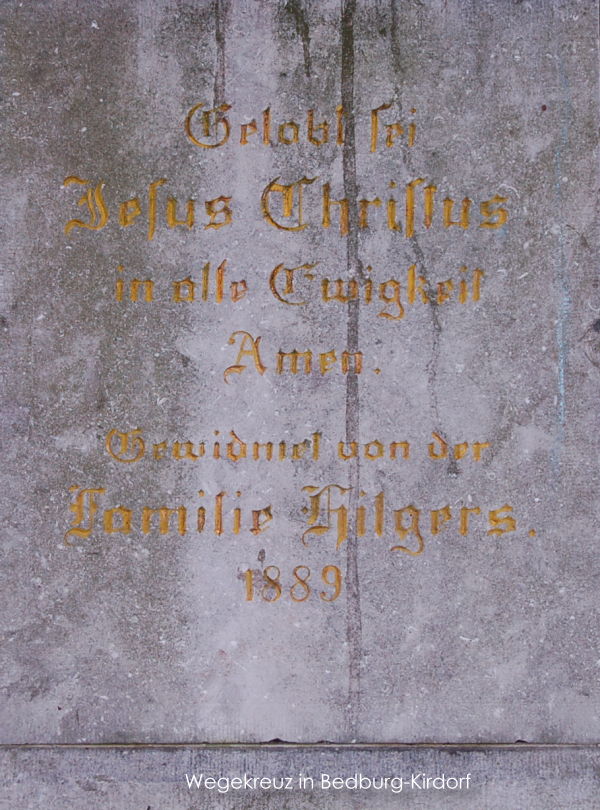 Gelobt sei
Jesus Christus
in alle Ewigkeit
Amen.
Gewidmet von der
Familie Hilgers.
1889
Wegekreuz in Bedburg-Kirdorf